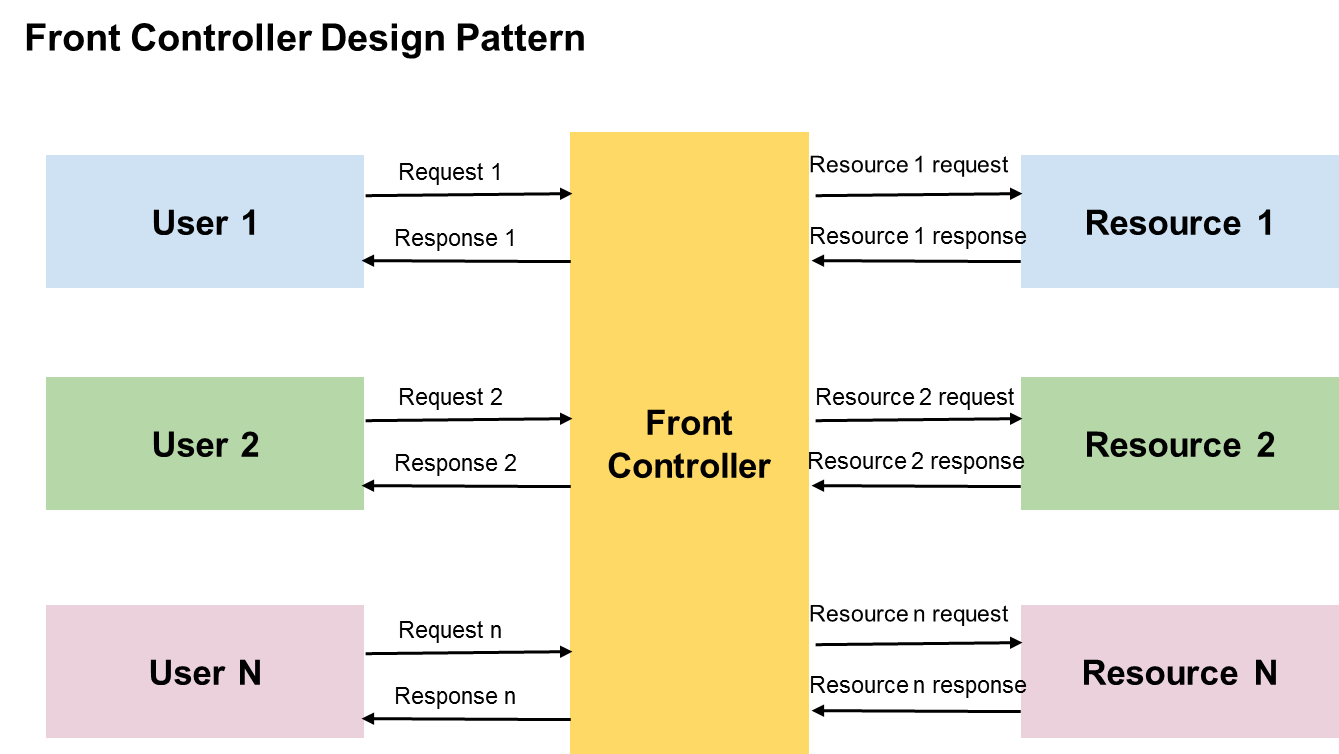 Front Controller Design Pattern
Request 1
Resource 1 request
User 1
Resource 1
Response 1
Resource 1 response
Request 2
Resource 2 request
User 2
Front
Controller
Resource 2
Response 2
Resource 2 response
Request n
Resource n request
User N
Resource N
Response n
Resource n response